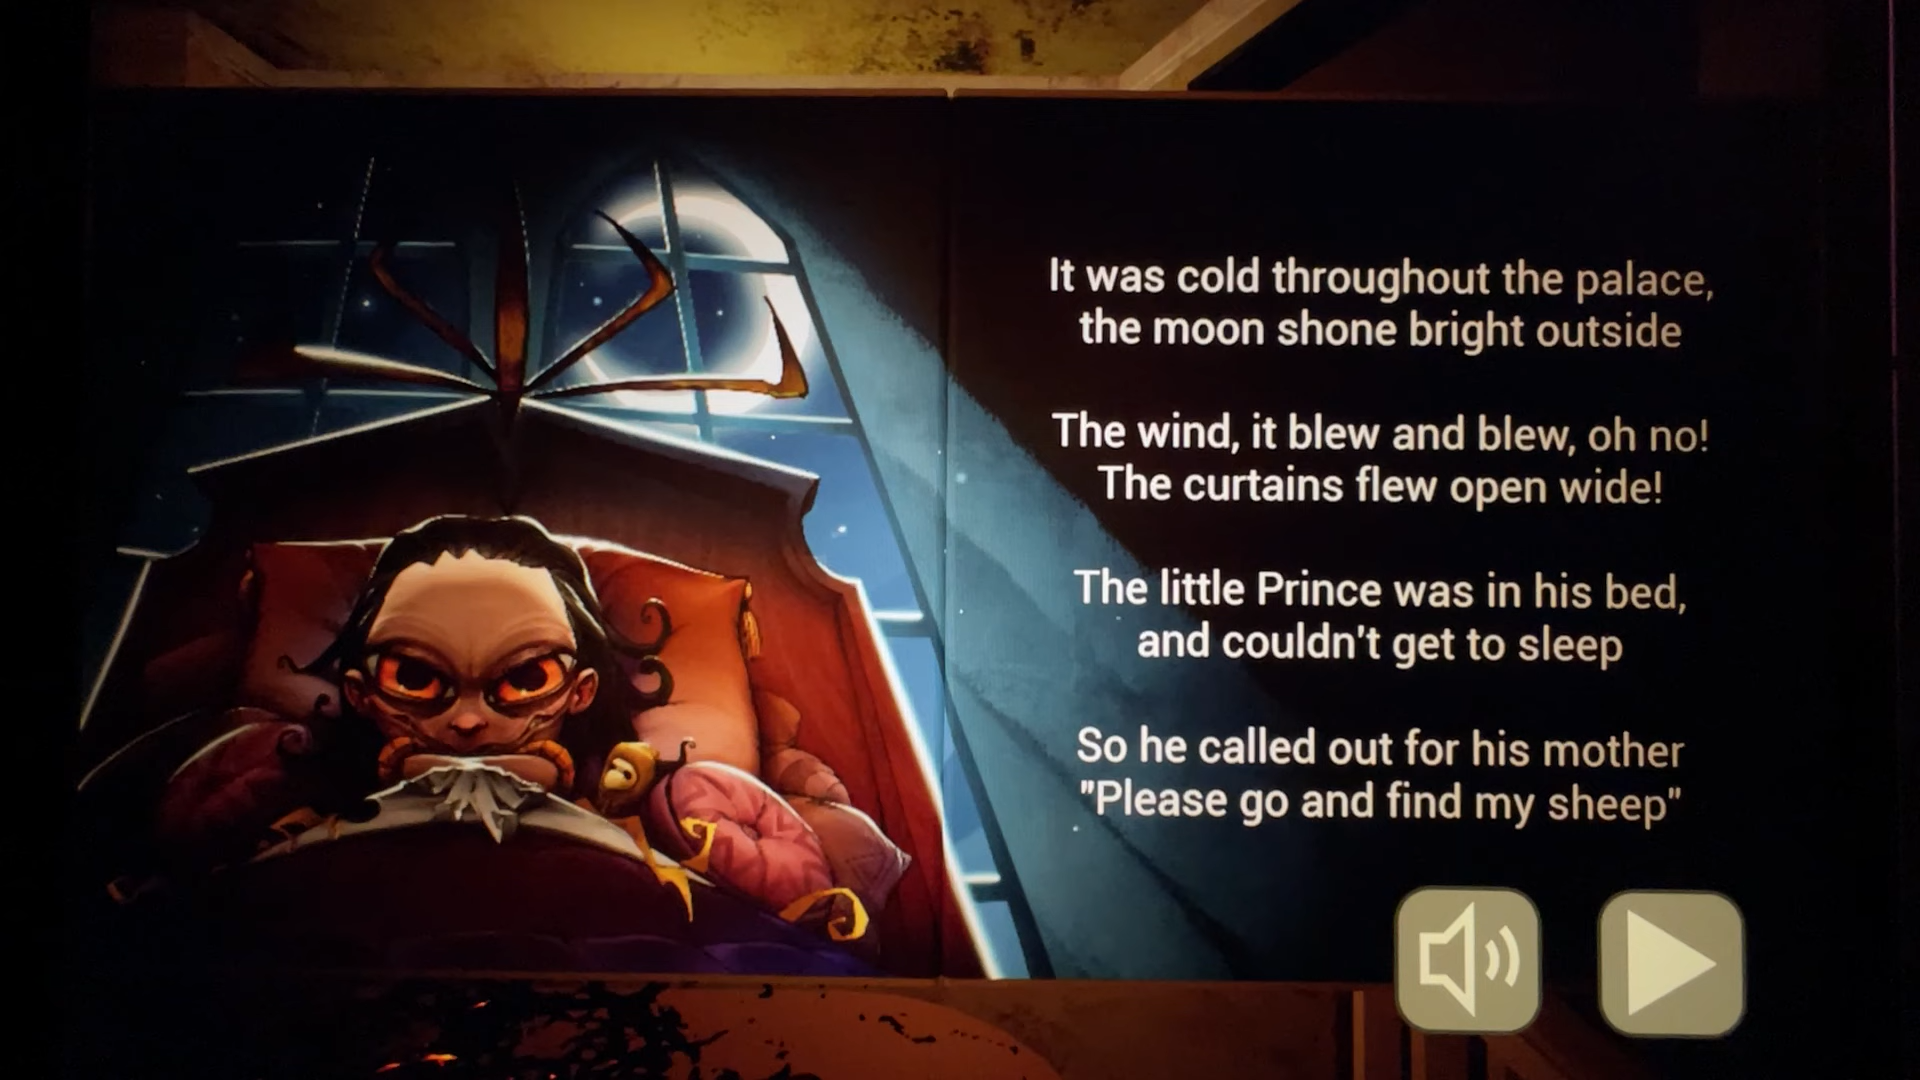 It was cold throughout the palace,
the moon shone bright outside
The wind, it blew and blew, oh no!
The curtains flew open wide!
The little Prince was in his bed,
and couldn't get to sleep
So he called out for his mother
"Please go and find my sheep"